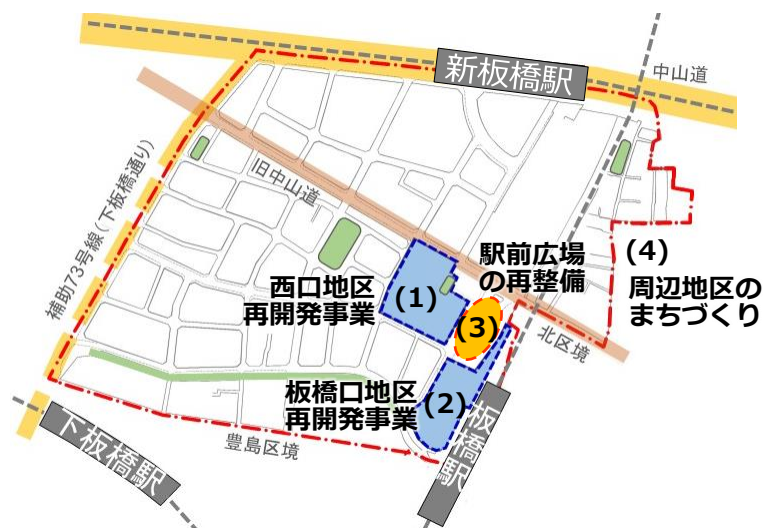 新板橋駅
中山道
旧中山道
補助73号線(下板橋通り)
駅前広場
の再整備
(4)
周辺地区の
まちづくり
西口地区
再開発事業
(1)
(3)
北区境
板橋口地区
再開発事業
(2)
板橋駅
豊島区境
下板橋駅